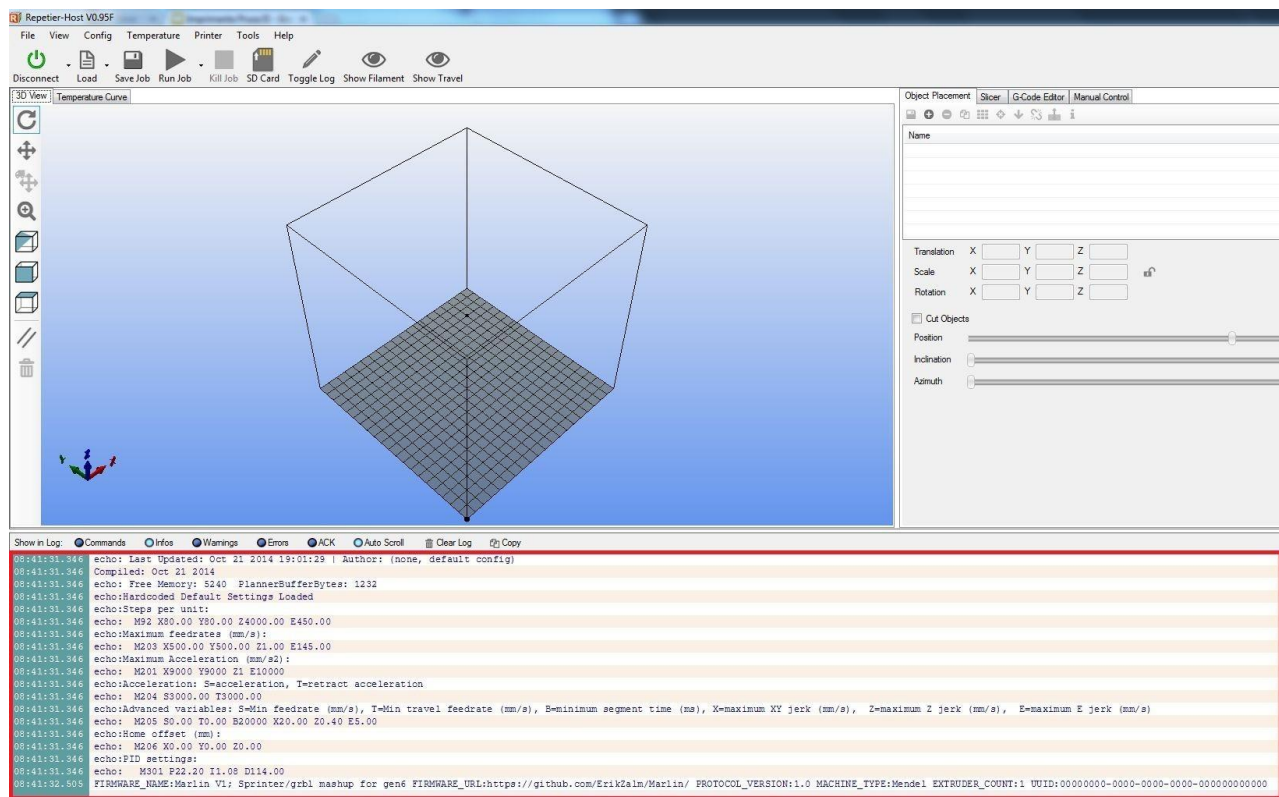 Repetier-Host V0.95F
File View Config Temperature Printer Tools Help
Disconnect Load Save Job Run Job Kill Job SD Card Toggle Log Show Filament Show Travel
3D View Temperature Curve
Object Placement Slicer G-Code Editor Manual Control
Name
Translation X Y Z
Scale X Y Z
Rotation X Y Z
Cut Objects
Position
Inclination
Azimuth
Show in Log: Commands Infos Warnings Errors ACK Auto Scroll Clear Log Copy
08:41:31.346 echo: Last Updated: Oct 21 2014 19:01:29 | Author: (none, default config)
08:41:31.346 Compiled: Oct 21 2014
08:41:31.346 echo: Free Memory: 5240 PlannerBufferBytes: 1232
08:41:31.346 echo:Hardcoded Default Settings Loaded
08:41:31.346 echo:Steps per unit:
08:41:31.346 echo: M92 X80.00 Y80.00 Z4000.00 E450.00
08:41:31.346 echo:Maximum feedrates (mm/s):
08:41:31.346 echo: M203 X500.00 Y500.00 Z1.00 E145.00
08:41:31.346 echo:Maximum Acceleration (mm/s2):
08:41:31.346 echo: M201 X9000 Y9000 Z1 E10000
08:41:31.346 echo:Acceleration: S=acceleration, T=retract acceleration
08:41:31.346 echo: M204 S3000.00 T3000.00
08:41:31.346 echo:Advanced variables: S=Min feedrate (mm/s), T=Min travel feedrate (mm/s), B=minimum segment time (ms), X=maximum XY jerk (mm/s), Z=maximum Z jerk (mm/s), E=maximum E jerk (mm/s)
08:41:31.346 echo: M205 S0.00 T0.00 B20000 X20.00 Z0.40 E5.00
08:41:31.346 echo:Home offset (mm):
08:41:31.346 echo: M206 X0.00 Y0.00 Z0.00
08:41:31.346 echo:PID settings:
08:41:31.346 echo: M301 P22.20 I1.08 D114.00
08:41:32.505 FIRMWARE_NAME:Marlin V1; Sprinter/grbl mashup for gen6 FIRMWARE_URL:https://github.com/ErikZalm/Marlin/ PROTOCOL_VERSION:1.0 MACHINE_TYPE:Mendel EXTRUDER_COUNT:1 UUID:00000000-0000-0000-0000-000000000000